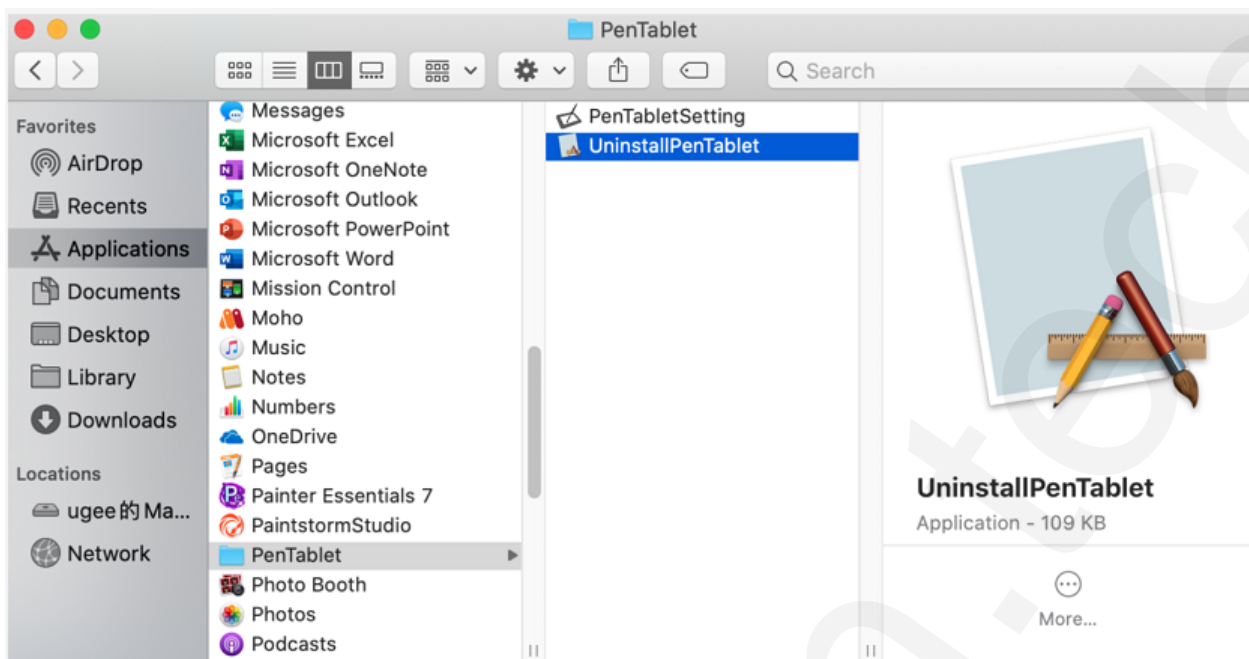 PenTablet
Search
Favorites
AirDrop
Recents
Applications
Documents
Desktop
Library
Downloads
Locations
ugee的 Ma...
Network
Messages
Microsoft Excel
Microsoft OneNote
Microsoft Outlook
Microsoft PowerPoint
Microsoft Word
Mission Control
Moho
Music
Notes
Numbers
OneDrive
Pages
Painter Essentials 7
PaintstormStudio
PenTablet
Photo Booth
Photos
Podcasts
PenTabletSetting
UninstallPenTablet
UninstallPenTablet
Application - 109 KB
More...